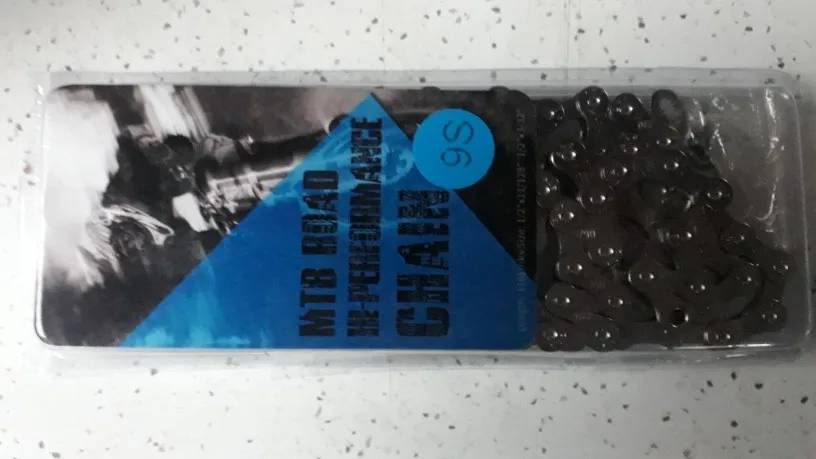 9S
MTB ROAD
HI-PERFORMANCE
CHAIN